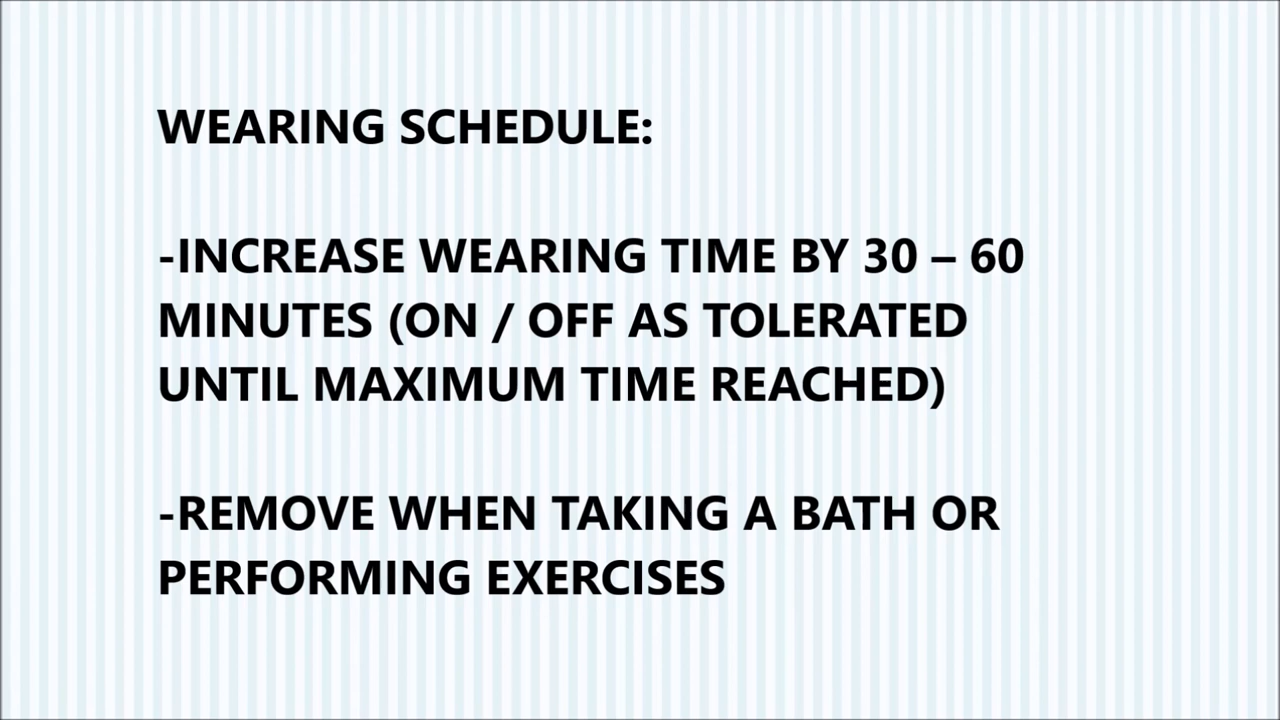 WEARING SCHEDULE:
-INCREASE WEARING TIME BY 30 – 60
MINUTES (ON / OFF AS TOLERATED
UNTIL MAXIMUM TIME REACHED)
-REMOVE WHEN TAKING A BATH OR
PERFORMING EXERCISES